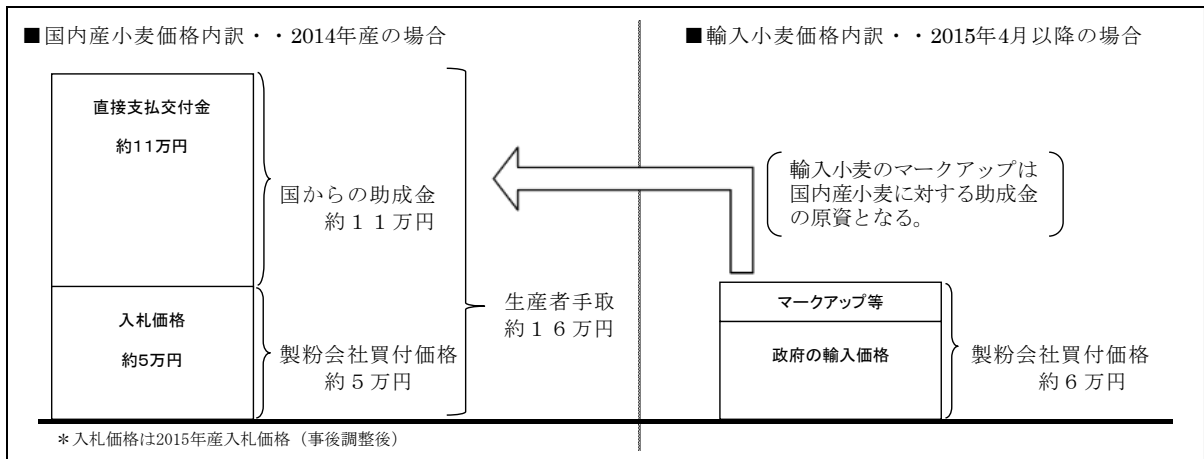 ■国内産小麦価格内訳・・2014年産の場合
直接支払交付金
約11万円
国からの助成金
約１１万円
入札価格
約5万円
製粉会社買付価格
約５万円
生産者手取
約１６万円
＊入札価格は2015年産入札価格（事後調整後）
■輸入小麦価格内訳・・2015年4月以降の場合
輸入小麦のマークアップは
国内産小麦に対する助成金
の原資となる。
マークアップ等
政府の輸入価格
製粉会社買付価格
約６万円